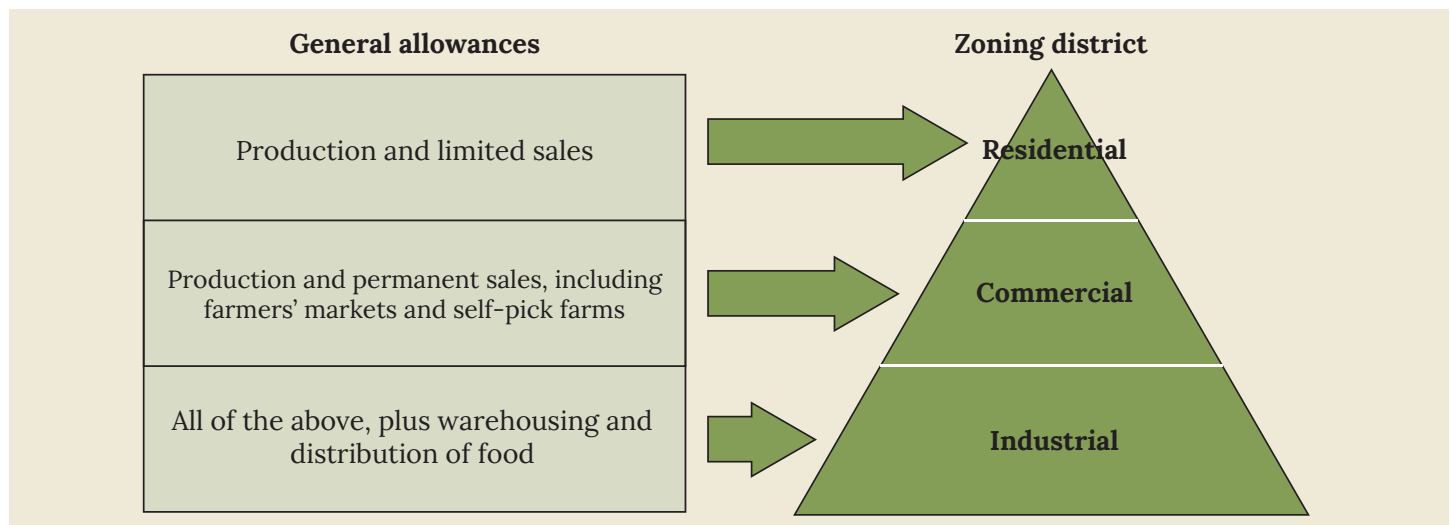 General allowances
Zoning district
Production and limited sales
Residential
Production and permanent sales, including
farmers’ markets and self-pick farms
Commercial
All of the above, plus warehousing and
distribution of food
Industrial